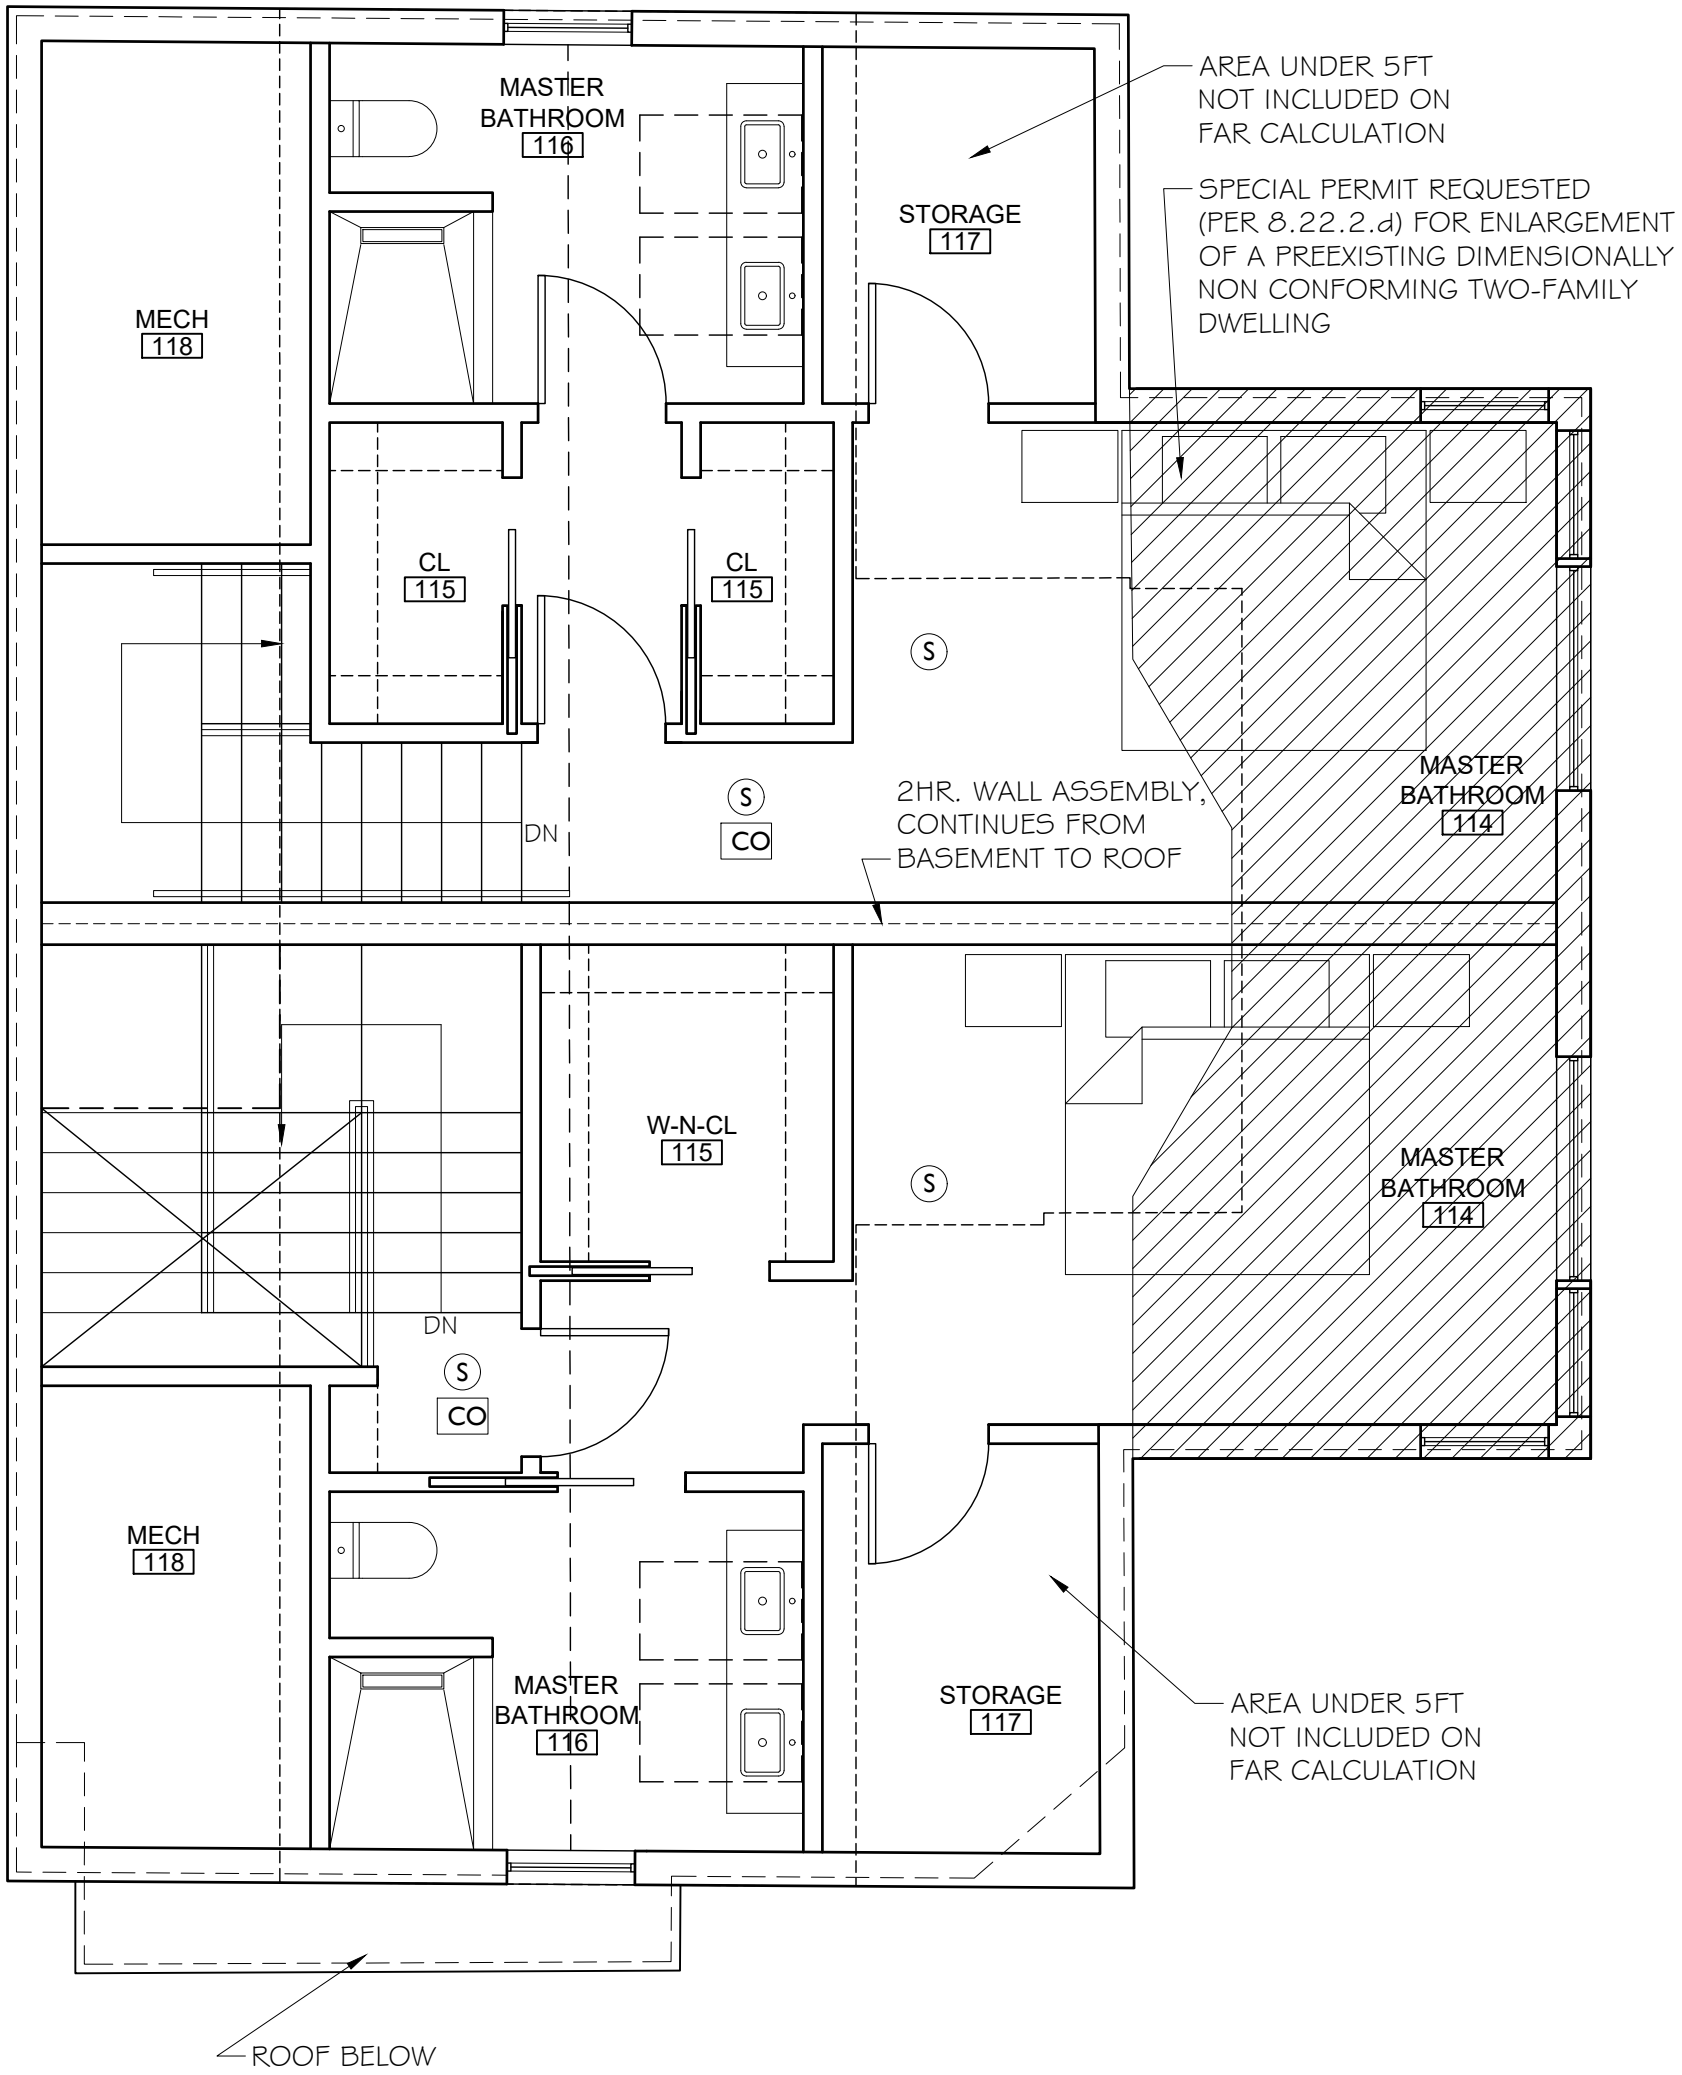 AREA UNDER 5FT
NOT INCLUDED ON
FAR CALCULATION
SPECIAL PERMIT REQUESTED
(PER 8.22.2.d) FOR ENLARGEMENT
OF A PREEXISTING DIMENSIONALLY
NON CONFORMING TWO-FAMILY
DWELLING
MASTER
BATHROOM
116
STORAGE
117
MECH
118
CL
115
CL
115
S
S
CO
DN
2HR. WALL ASSEMBLY,
CONTINUES FROM
BASEMENT TO ROOF
MASTER
BATHROOM
114
W-N-CL
115
S
MASTER
BATHROOM
114
DN
S
CO
MECH
118
MASTER
BATHROOM
116
STORAGE
117
AREA UNDER 5FT
NOT INCLUDED ON
FAR CALCULATION
ROOF BELOW